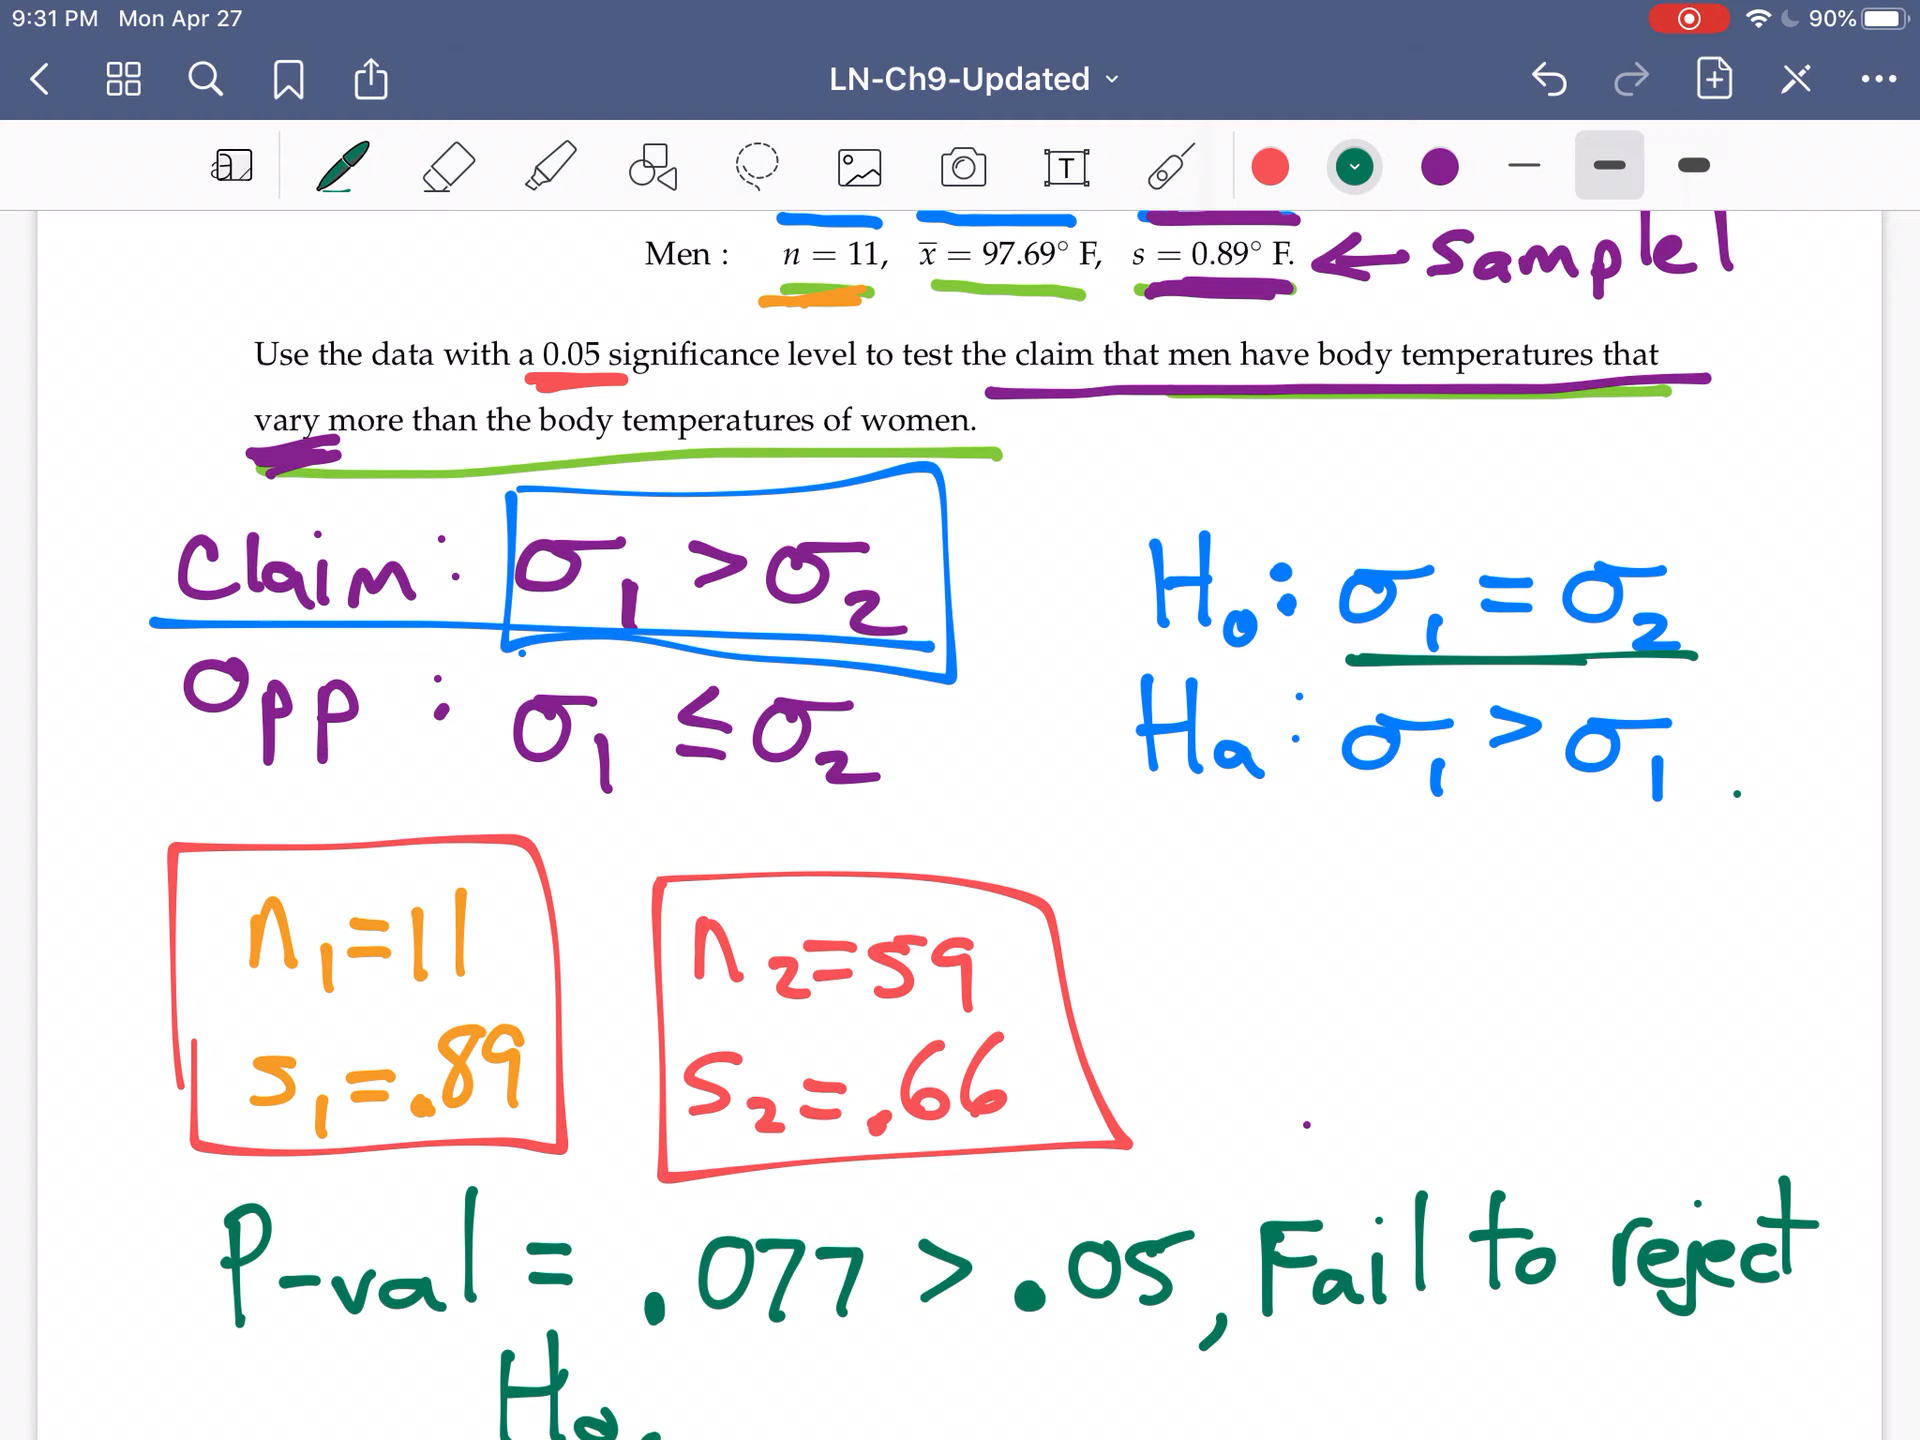 9:31 PM Mon Apr 27 90%
LN-Ch9-Updated
Men : n = 11, x̅ = 97.69° F, s = 0.89° F. ← Sample 1
Use the data with a 0.05 significance level to test the claim that men have body temperatures that
vary more than the body temperatures of women.
Claim : σ₁ > σ₂
Opp : σ₁ ≤ σ₂
H₀ : σ₁ = σ₂
Hₐ : σ₁ > σ₁
n₁ = 11
s₁ = .89
n₂ = 59
s₂ = .66
P-val = .077 > .05, Fail to reject